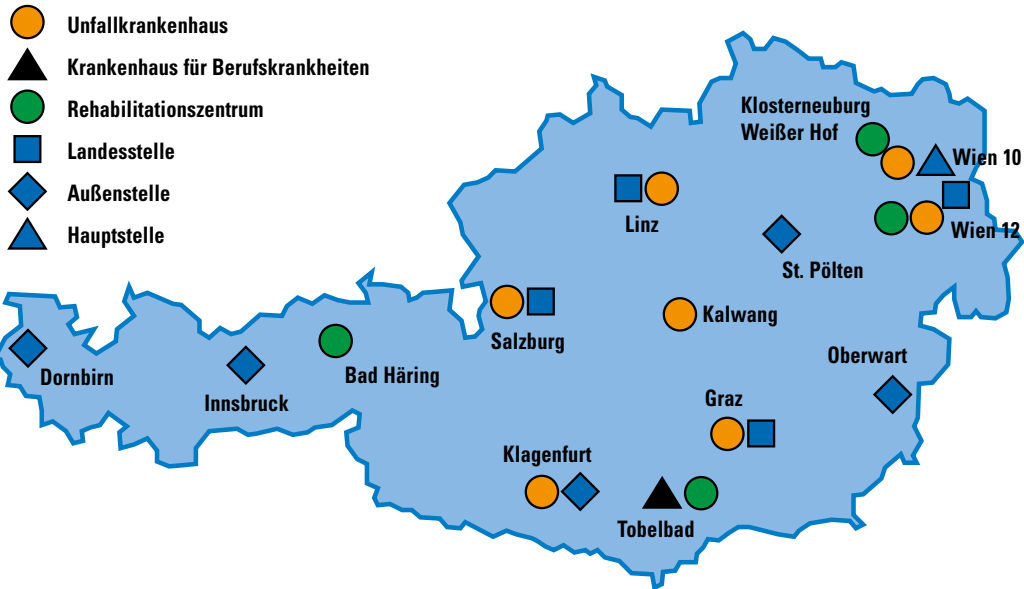 Unfallkrankenhaus
Krankenhaus für Berufskrankheiten
Rehabilitationszentrum
Landesstelle
Außenstelle
Hauptstelle
Klosterneuburg
Weißer Hof
Wien 10
Linz
Wien 12
St. Pölten
Salzburg
Kalwang
Oberwart
Dornbirn
Bad Häring
Innsbruck
Graz
Klagenfurt
Tobelbad